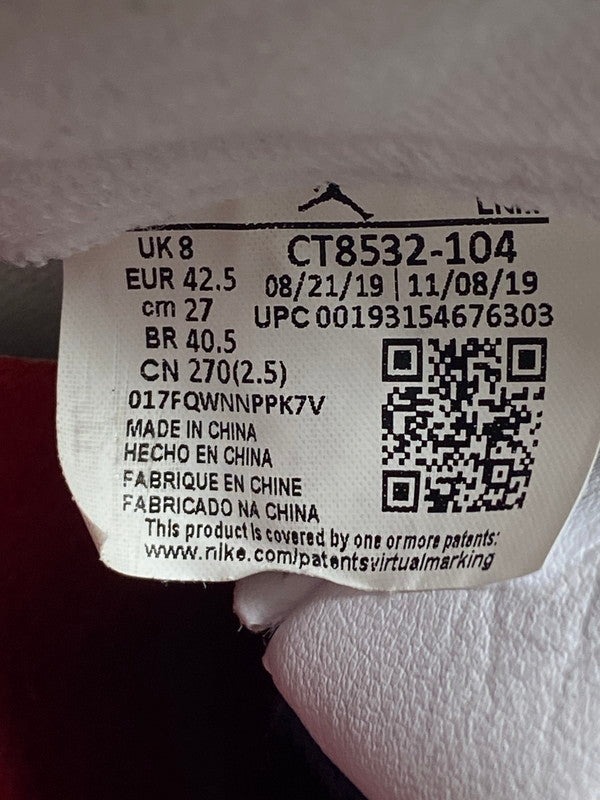 UK 8
EUR 42.5
cm 27
BR 40.5
CN 270(2.5)
CT8532-104
08/21/19 | 11/08/19
UPC 00193154676303
017FQWNNPPK7V
MADE IN CHINA
HECHO EN CHINA
FABRIQUE EN CHINE
FABRICADO NA CHINA
This product is covered by one or more patents:
www.nike.com/patentsvirtualmarking